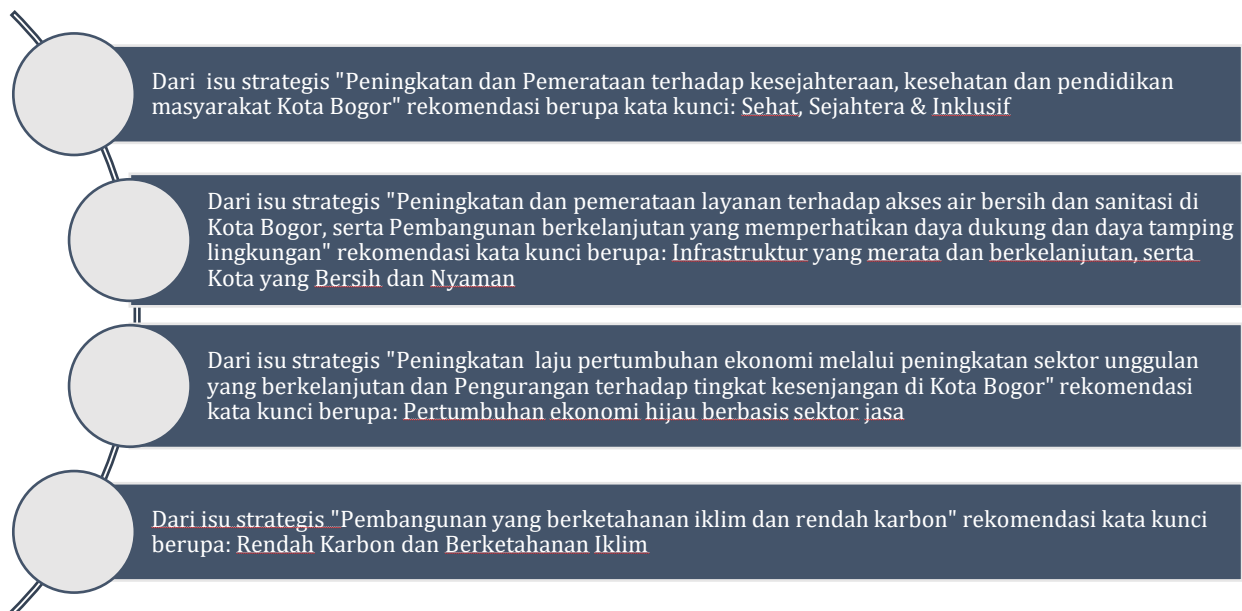 Dari  isu strategis "Peningkatan dan Pemerataan terhadap kesejahteraan, kesehatan dan pendidikan
masyarakat Kota Bogor" rekomendasi berupa kata kunci: Sehat, Sejahtera & Inklusif
Dari isu strategis "Peningkatan dan pemerataan layanan terhadap akses air bersih dan sanitasi di
Kota Bogor, serta Pembangunan berkelanjutan yang memperhatikan daya dukung dan daya tamping
lingkungan" rekomendasi kata kunci berupa: Infrastruktur yang merata dan berkelanjutan, serta
Kota yang Bersih dan Nyaman
Dari isu strategis "Peningkatan  laju pertumbuhan ekonomi melalui peningkatan sektor unggulan
yang berkelanjutan dan Pengurangan terhadap tingkat kesenjangan di Kota Bogor" rekomendasi
kata kunci berupa: Pertumbuhan ekonomi hijau berbasis sektor jasa
Dari isu strategis "Pembangunan yang berketahanan iklim dan rendah karbon" rekomendasi kata kunci
berupa: Rendah Karbon dan Berketahanan Iklim